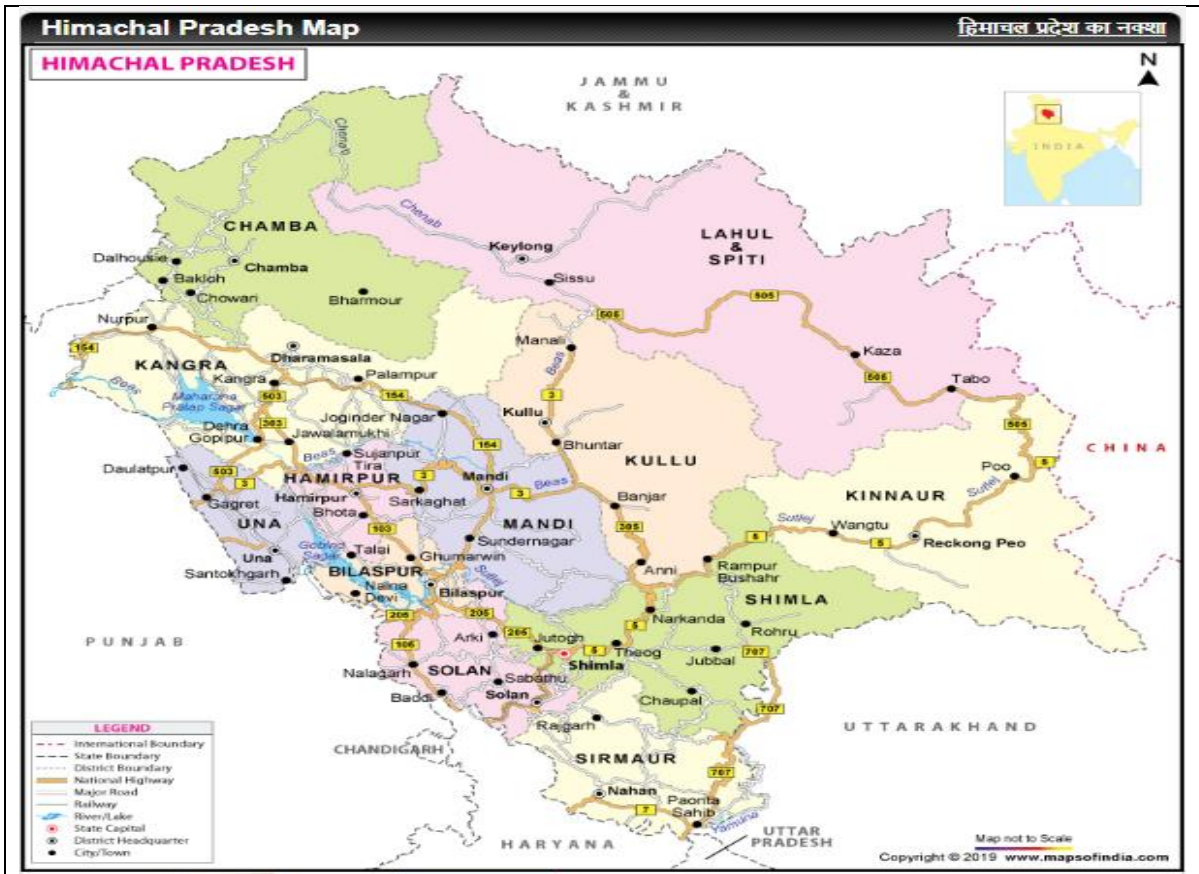 Himachal Pradesh Map
हिमाचल प्रदेश का नक्शा
HIMACHAL PRADESH
N
JAMMU
&
KASHMIR
INDIA
Chenab
Chenab
CHAMBA
LAHUL
&
SPITI
Keylong
Dalhousie
Chamba
Bakloh
Sissu
Chowari
Bharmour
505
505
Nurpur
154
Manali
Dharamasala
Kaza
KANGRA
Beas
Palampur
505
Tabo
Kangra
Beas
Maharana
Pratap Sagar
503
154
3
Joginder Nagar
Kullu
303
505
Dehra
Gopipur
Jawalamukhi
154
Bhuntar
CHINA
Beas
Sujanpur
Tira
KULLU
5
Daulatpur
503
Poo
3
HAMIRPUR
3
Mandi
Beas
Sutlej
Hamirpur
Sarkaghat
3
Banjar
KINNAUR
Gagret
Bhota
UNA
103
MANDI
305
Sutlej
Wangtu
Sundernagar
5
5
Reckong Peo
Gobind
Sagar
Talai
Una
Ghumarwin
Anni
Rampur
Bushahr
Santokhgarh
BILASPUR
Sutlej
Naina
Devi
Bilaspur
SHIMLA
205
205
Narkanda
PUNJAB
Arki
205
Jutogh
5
Rohru
106
5
Theog
Shimla
Jubbal
707
Nalagarh
SOLAN
Sabathu
Baddi
Solan
Chaupal
707
Rajgarh
UTTARAKHAND
CHANDIGARH
SIRMAUR
707
Nahan
7
Paonta
Sahib
Yamuna
HARYANA
UTTAR
PRADESH
LEGEND
International Boundary
State Boundary
District Boundary
National Highway
Major Road
Railway
River/Lake
State Capital
District Headquarter
City/Town
Map not to Scale
Copyright © 2019 www.mapsofindia.com